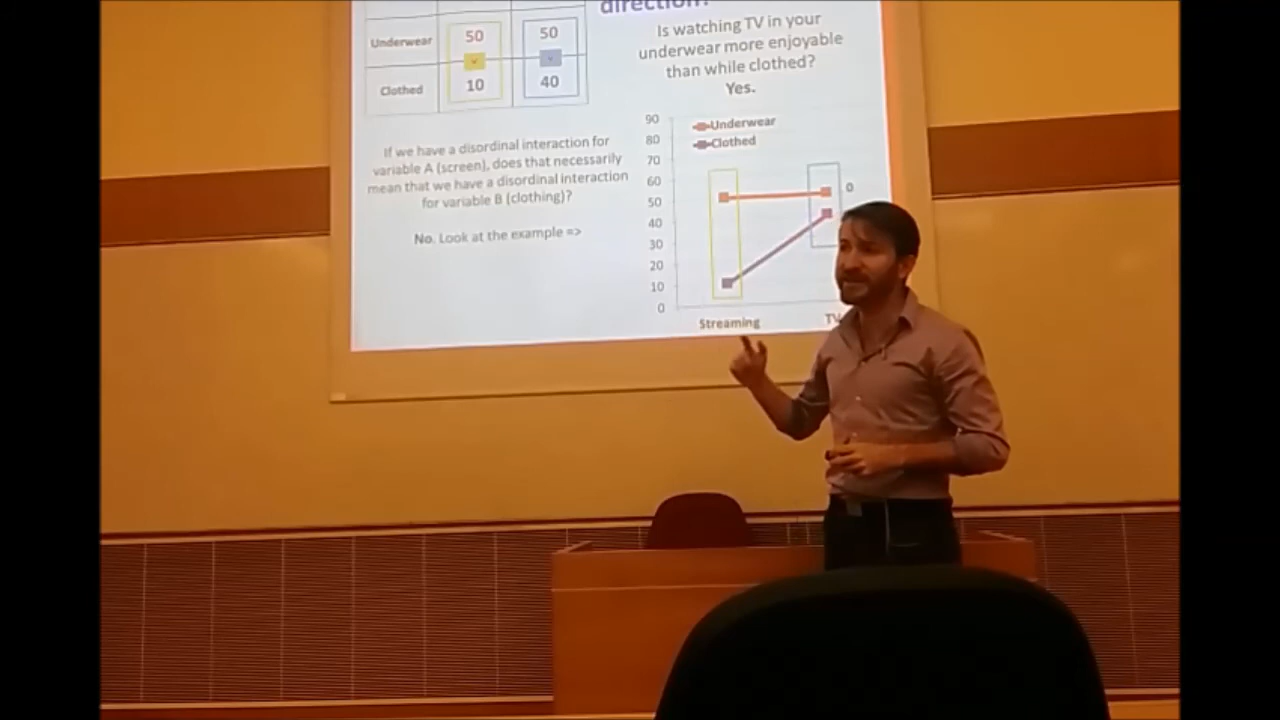 direction?
Underwear 50 50
Clothed 10 40
Is watching TV in your
underwear more enjoyable
than while clothed?
Yes.
If we have a disordinal interaction for
variable A (screen), does that necessarily
mean that we have a disordinal interaction
for variable B (clothing)?
No. Look at the example =>
90
80
70
60
50
40
30
20
10
0
Underwear
Clothed
0
Streaming
TV